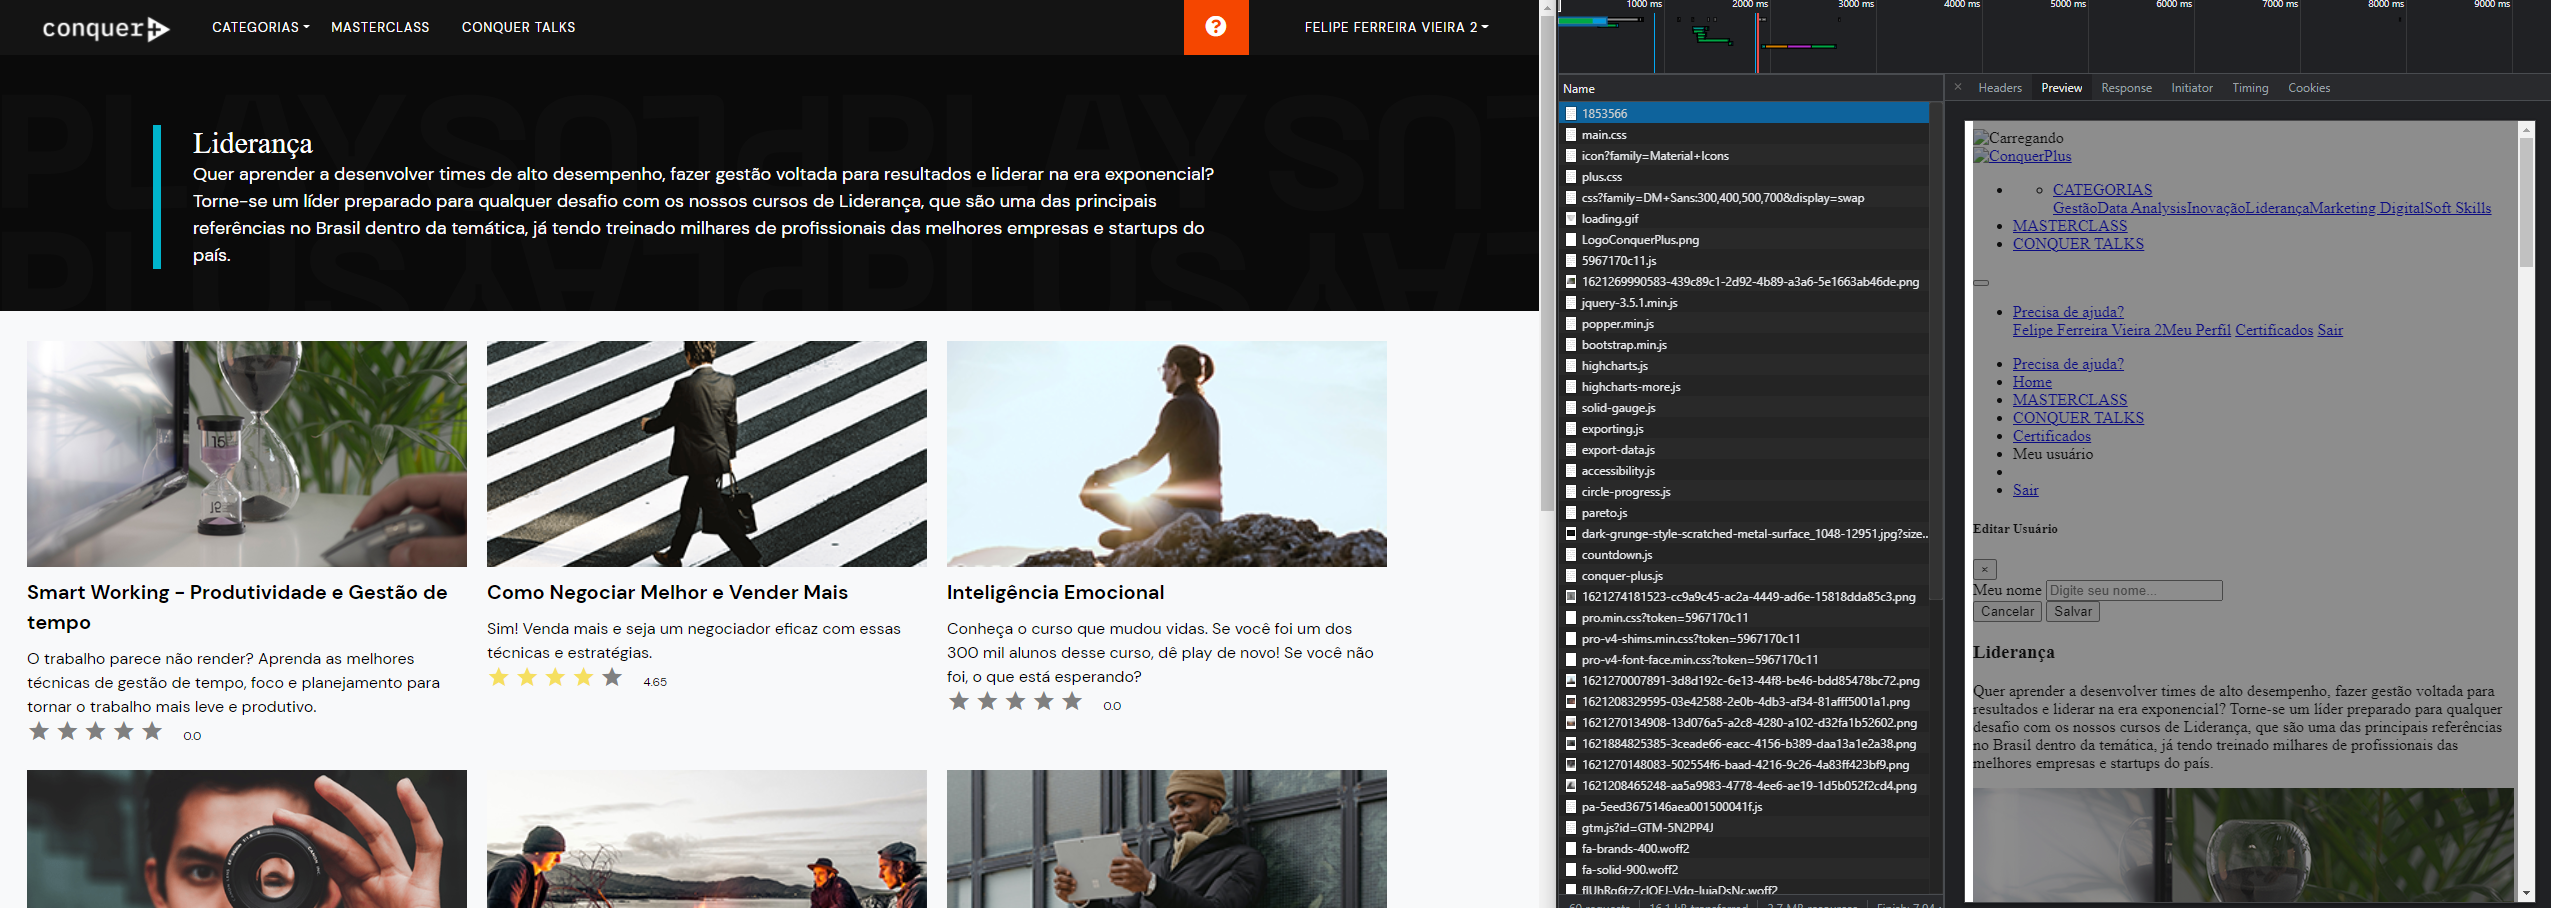 conquer
CATEGORIAS
MASTERCLASS
CONQUER TALKS
?
FELIPE FERREIRA VIEIRA 2
Liderança
Quer aprender a desenvolver times de alto desempenho, fazer gestão voltada para resultados e liderar na era exponencial?
Torne-se um líder preparado para qualquer desafio com os nossos cursos de Liderança, que são uma das principais
referências no Brasil dentro da temática, já tendo treinado milhares de profissionais das melhores empresas e startups do
país.
Smart Working - Produtividade e Gestão de
tempo
O trabalho parece não render? Aprenda as melhores
técnicas de gestão de tempo, foco e planejamento para
tornar o trabalho mais leve e produtivo.
0.0
Como Negociar Melhor e Vender Mais
Sim! Venda mais e seja um negociador eficaz com essas
técnicas e estratégias.
4.65
Inteligência Emocional
Conheça o curso que mudou vidas. Se você foi um dos
300 mil alunos desse curso, dê play de novo! Se você não
foi, o que está esperando?
0.0
1000 ms
2000 ms
3000 ms
4000 ms
5000 ms
6000 ms
7000 ms
8000 ms
9000 ms
Name
1853566
main.css
icon?family=Material+Icons
plus.css
css?family=DM+Sans:300,400,500,700&display=swap
loading.gif
LogoConquerPlus.png
5967170c11.js
1621269990583-439c89c1-2d92-4b89-a3a6-5e1663ab46de.png
jquery-3.5.1.min.js
popper.min.js
bootstrap.min.js
highcharts.js
highcharts-more.js
solid-gauge.js
exporting.js
export-data.js
accessibility.js
circle-progress.js
pareto.js
dark-grunge-style-scratched-metal-surface_1048-12951.jpg?size..
countdown.js
conquer-plus.js
1621274181523-cc9a9c45-ac2a-4449-ad6e-15818dda85c3.png
pro.min.css?token=5967170c11
pro-v4-shims.min.css?token=5967170c11
pro-v4-font-face.min.css?token=5967170c11
1621270007891-3d8d192c-6e13-44f8-be46-bdd85478bc72.png
1621208329595-03e42588-2e0b-4db3-af34-81afff5001a1.png
1621270134908-13d076a5-a2c8-4280-a102-d32fa1b52602.png
1621884825385-3ceade66-eacc-4156-b389-daa13a1e2a38.png
1621270148083-502554f6-baad-4216-9c26-4a83ff423bf9.png
1621208465248-aa5a9983-4778-4ee6-ae19-1d5b052f2cd4.png
pa-5eed3675146aea001500041f.js
gtm.js?id=GTM-5N2PP4J
fa-brands-400.woff2
fa-solid-900.woff2
Headers
Preview
Response
Initiator
Timing
Cookies
Carregando
ConquerPlus
CATEGORIAS
GestãoData AnalysisInovaçãoLiderançaMarketing DigitalSoft Skills
MASTERCLASS
CONQUER TALKS
Precisa de ajuda?
Felipe Ferreira Vieira 2Meu Perfil Certificados Sair
Precisa de ajuda?
Home
MASTERCLASS
CONQUER TALKS
Certificados
Meu usuário
Sair
Editar Usuário
×
Meu nome Digite seu nome...
Cancelar Salvar
Liderança
Quer aprender a desenvolver times de alto desempenho, fazer gestão voltada para
resultados e liderar na era exponencial? Torne-se um líder preparado para qualquer
desafio com os nossos cursos de Liderança, que são uma das principais referências
no Brasil dentro da temática, já tendo treinado milhares de profissionais das
melhores empresas e startups do país.